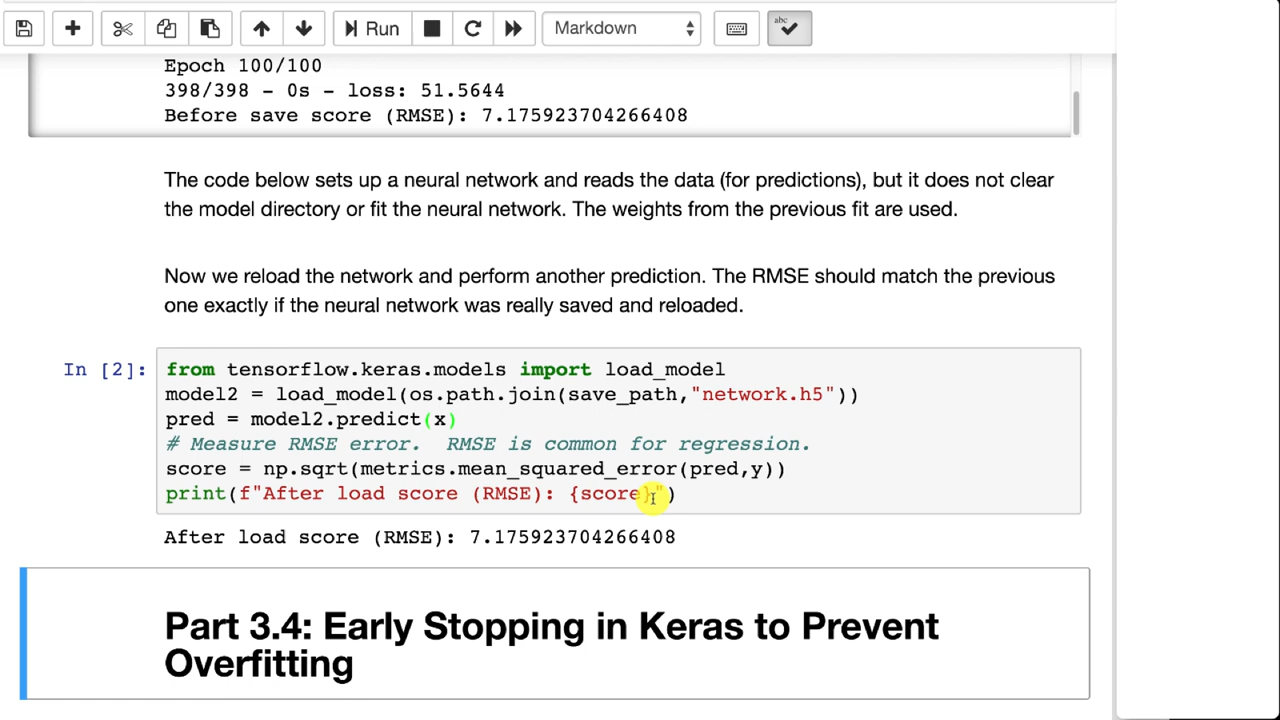 Run
Markdown
abc
Epoch 100/100
398/398 - 0s - loss: 51.5644
Before save score (RMSE): 7.175923704266408
The code below sets up a neural network and reads the data (for predictions), but it does not clear
the model directory or fit the neural network. The weights from the previous fit are used.
Now we reload the network and perform another prediction. The RMSE should match the previous
one exactly if the neural network was really saved and reloaded.
In [2]:
from tensorflow.keras.models import load_model
model2 = load_model(os.path.join(save_path,"network.h5"))
pred = model2.predict(x)
# Measure RMSE error.  RMSE is common for regression.
score = np.sqrt(metrics.mean_squared_error(pred,y))
print(f"After load score (RMSE): {score}")
After load score (RMSE): 7.175923704266408
Part 3.4: Early Stopping in Keras to Prevent
Overfitting